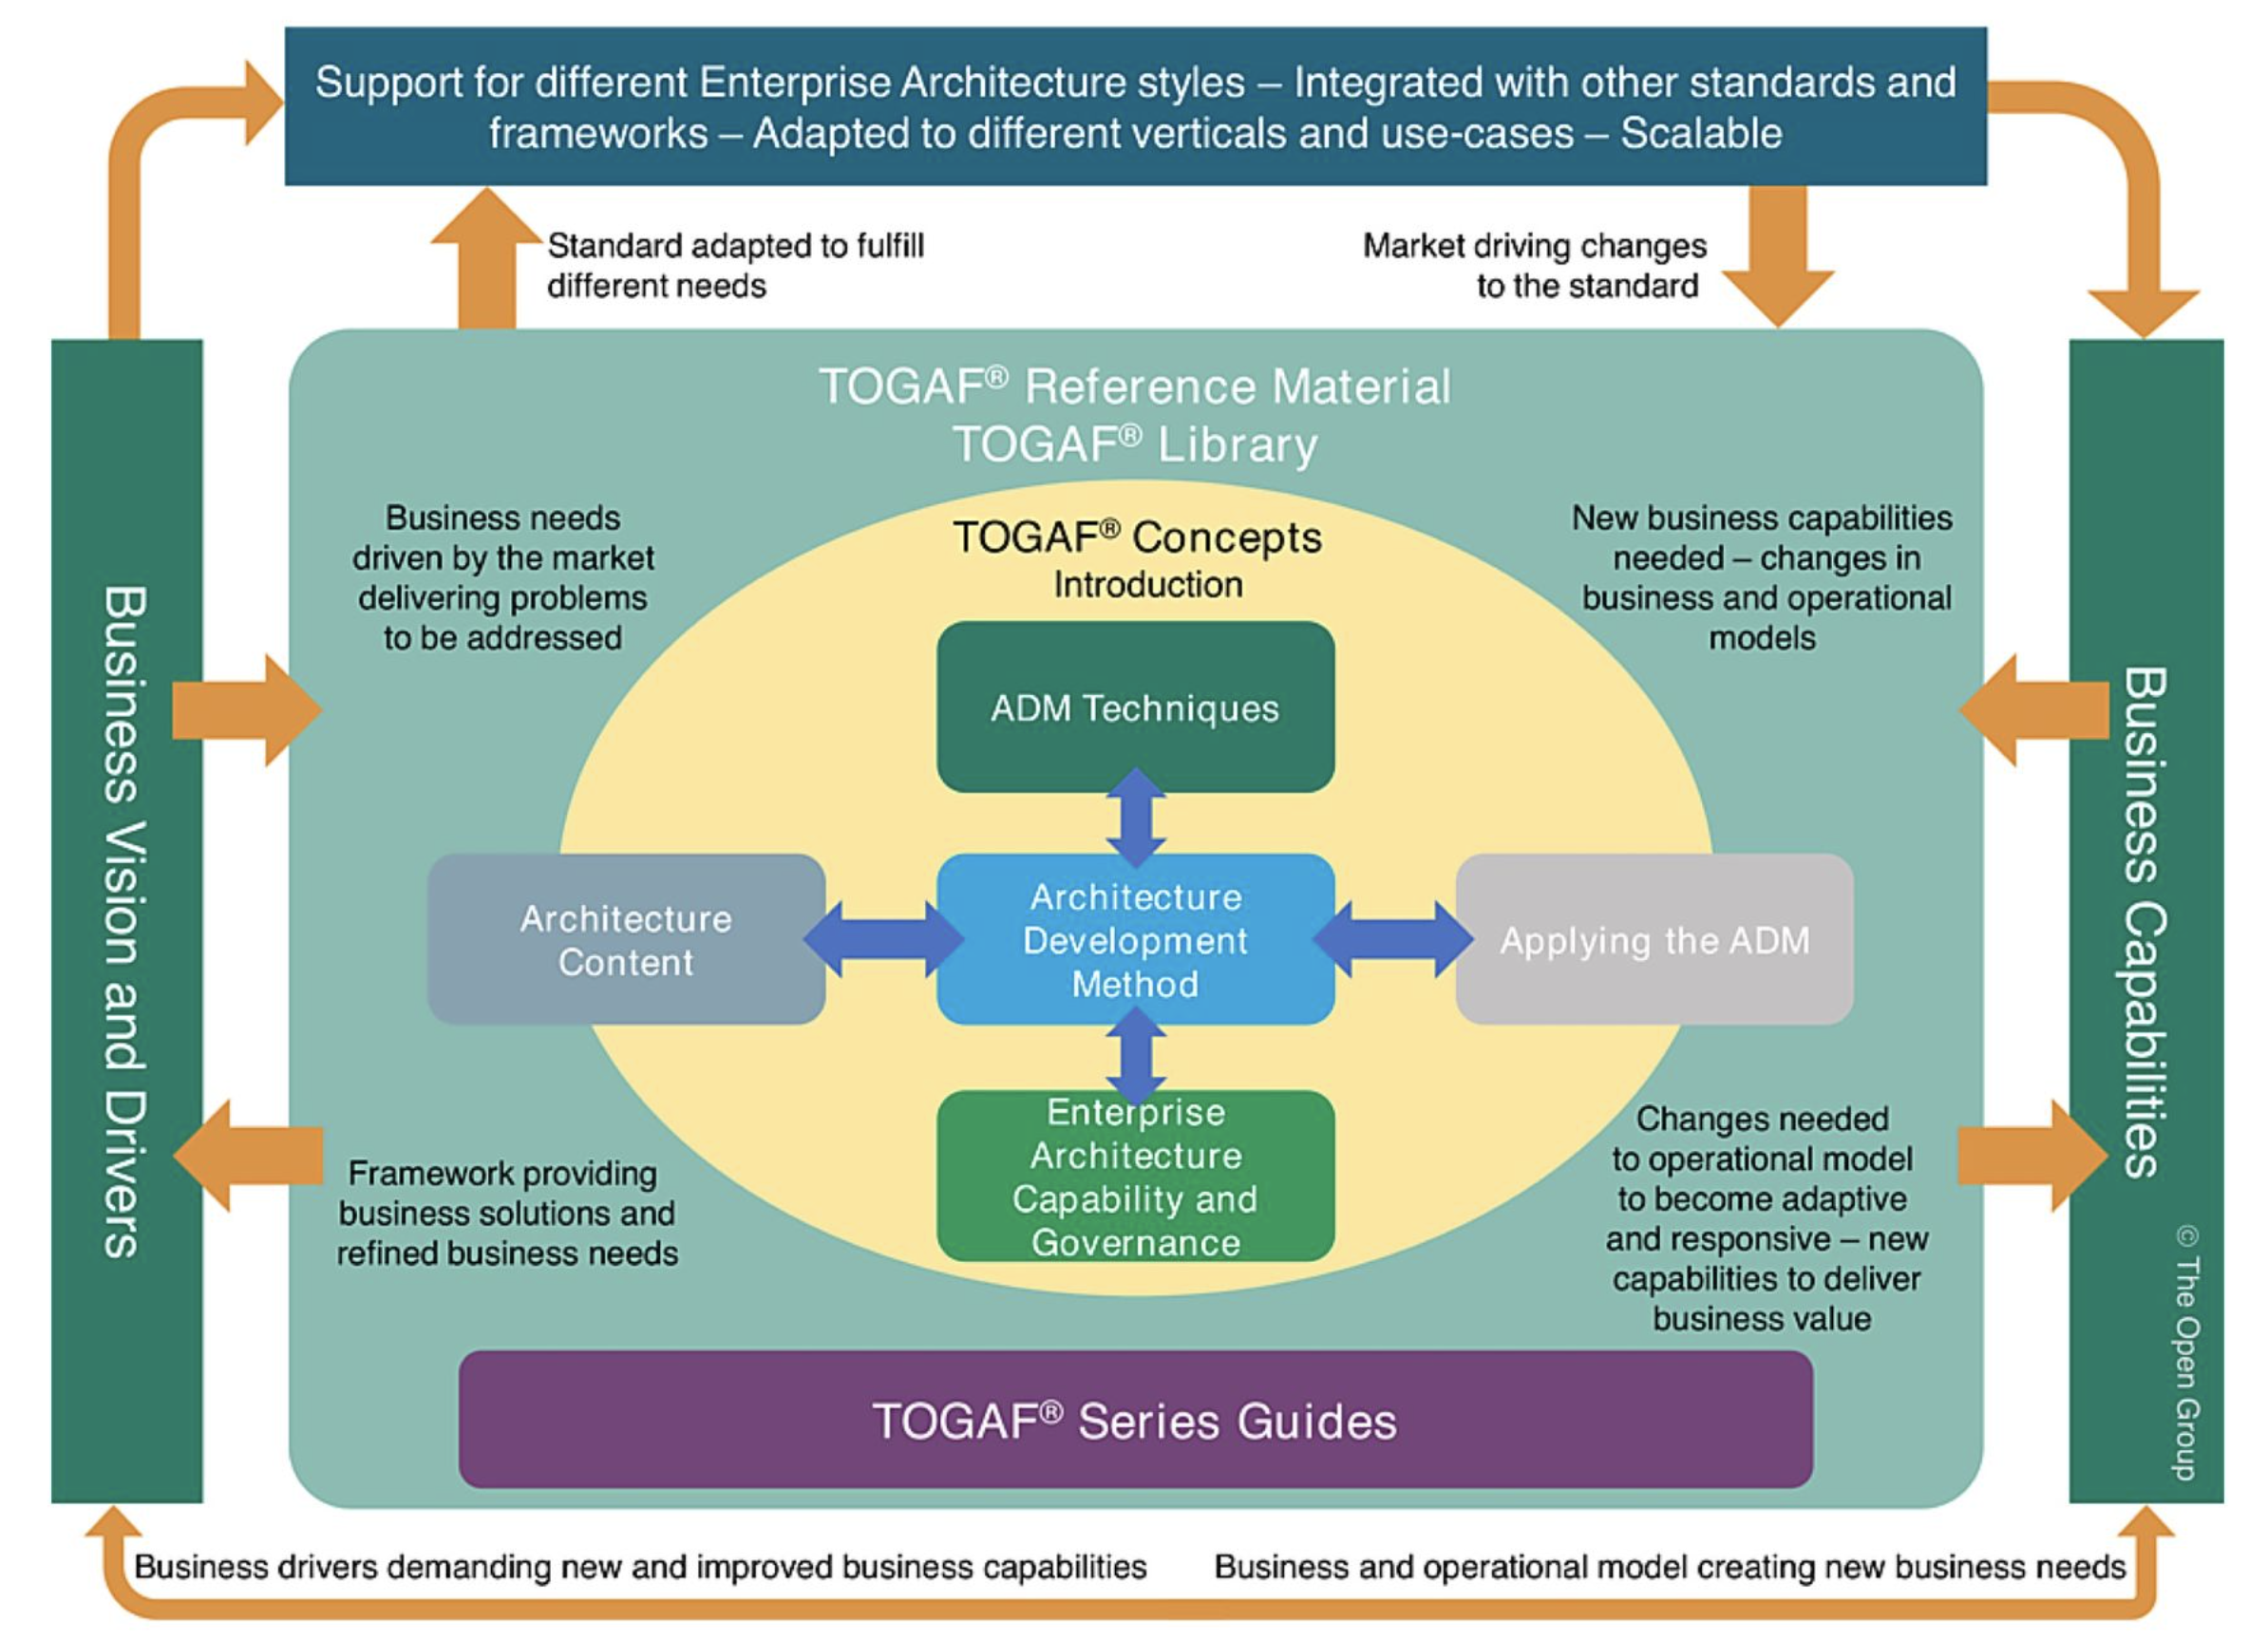 Support for different Enterprise Architecture styles – Integrated with other standards and
frameworks – Adapted to different verticals and use-cases – Scalable
Standard adapted to fulfill
different needs
Market driving changes
to the standard
Business Vision and Drivers
TOGAF® Reference Material
TOGAF® Library
Business needs
driven by the market
delivering problems
to be addressed
New business capabilities
needed – changes in
business and operational
models
TOGAF® Concepts
Introduction
ADM Techniques
Architecture
Content
Architecture
Development
Method
Applying the ADM
Enterprise
Architecture
Capability and
Governance
Framework providing
business solutions and
refined business needs
Changes needed
to operational model
to become adaptive
and responsive – new
capabilities to deliver
business value
TOGAF® Series Guides
Business Capabilities
© The Open Group
Business drivers demanding new and improved business capabilities
Business and operational model creating new business needs